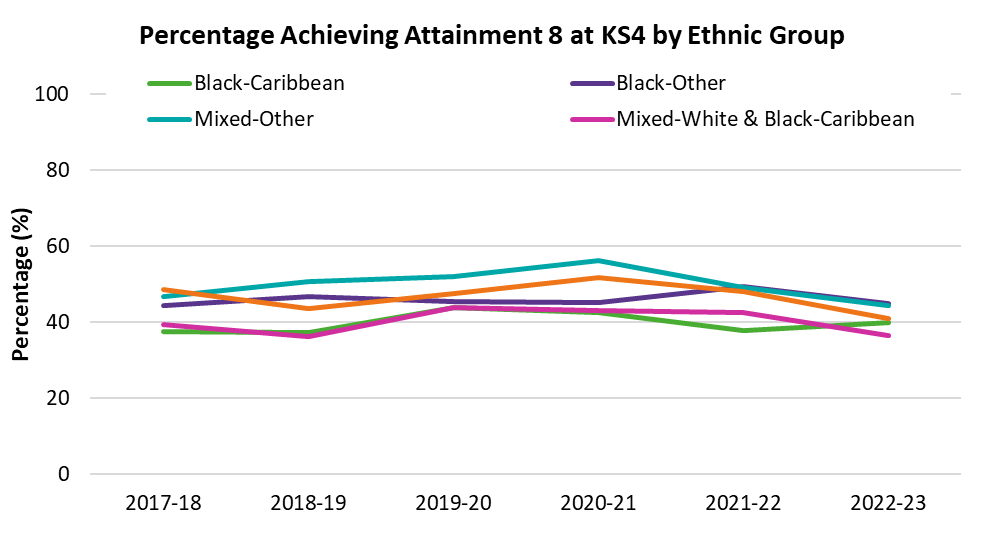 Percentage Achieving Attainment 8 at KS4 by Ethnic Group
Black-Caribbean
Black-Other
Mixed-Other
Mixed-White & Black-Caribbean
Percentage (%)
100
80
60
40
20
0
2017-18
2018-19
2019-20
2020-21
2021-22
2022-23